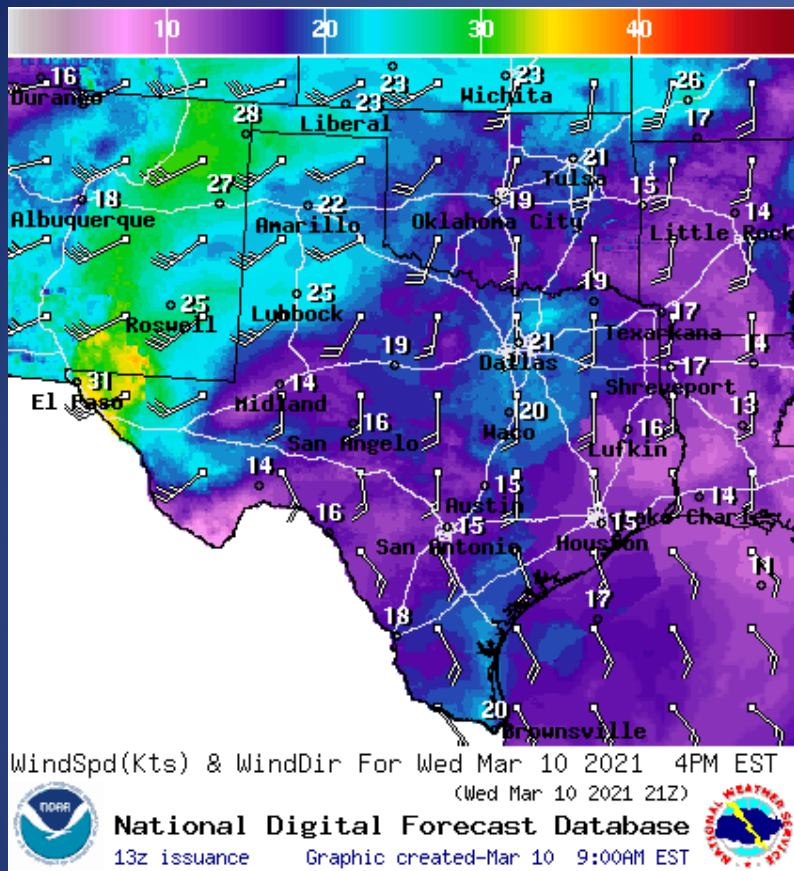 10 20 30 40
16 23 23 26
Durango 23 Wichita
28 Liberal 17
21
27 Tulsa
18 22 19 15 14
Albuquerque Amarillo Oklahoma City Little Rock
25 25 19
Roswell Lubbock 17
Texarkana
19 Dallas 21 17 14
31 14 Shreveport
El Paso Midland
16 20 16 13
San Angelo Waco Lufkin
14 15 14
Austin
16 15 15 Lake Charles
San Antonio Houston
18 17
20
Brownsville
WindSpd(Kts) & WindDir For Wed Mar 10 2021 4PM EST
(Wed Mar 10 2021 21Z)
NOAA
National Digital Forecast Database
13z issuance Graphic created-Mar 10 9:00AM EST
NATIONAL WEATHER SERVICE